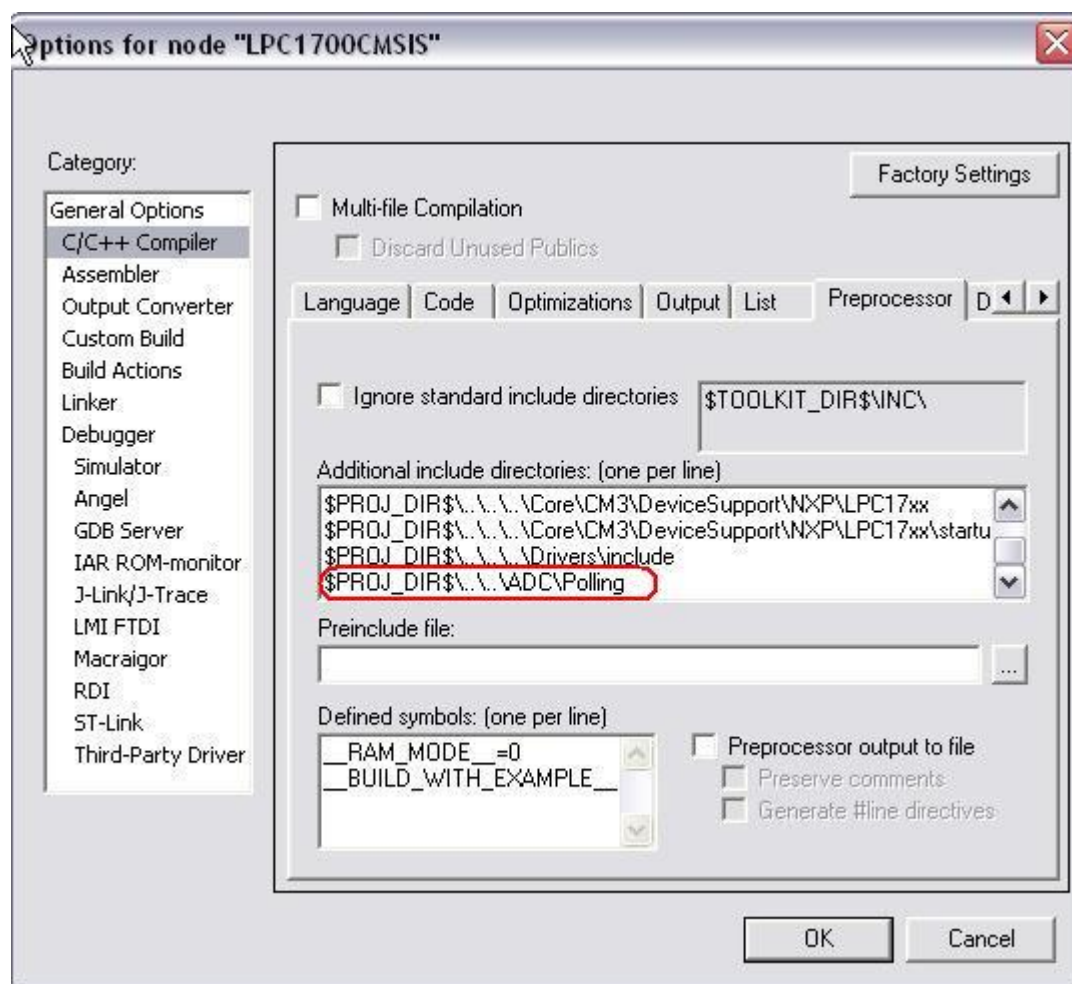 Options for node "LPC1700CMSIS"
Category:
General Options
C/C++ Compiler
Assembler
Output Converter
Custom Build
Build Actions
Linker
Debugger
Simulator
Angel
GDB Server
IAR ROM-monitor
J-Link/J-Trace
LMI FTDI
Macraigor
RDI
ST-Link
Third-Party Driver
Factory Settings
Multi-file Compilation
Discard Unused Publics
Language Code Optimizations Output List Preprocessor D
Ignore standard include directories $TOOLKIT_DIR$\INC\
Additional include directories: (one per line)
$PROJ_DIR$\..\..\..\Core\CM3\DeviceSupport\NXP\LPC17xx
$PROJ_DIR$\..\..\..\Core\CM3\DeviceSupport\NXP\LPC17xx\startu
$PROJ_DIR$\..\..\..\Drivers\include
$PROJ_DIR$\..\..\ADC\Polling
Preinclude file:
...
Defined symbols: (one per line)
__RAM_MODE__=0
__BUILD_WITH_EXAMPLE__
Preprocessor output to file
Preserve comments
Generate #line directives
OK Cancel